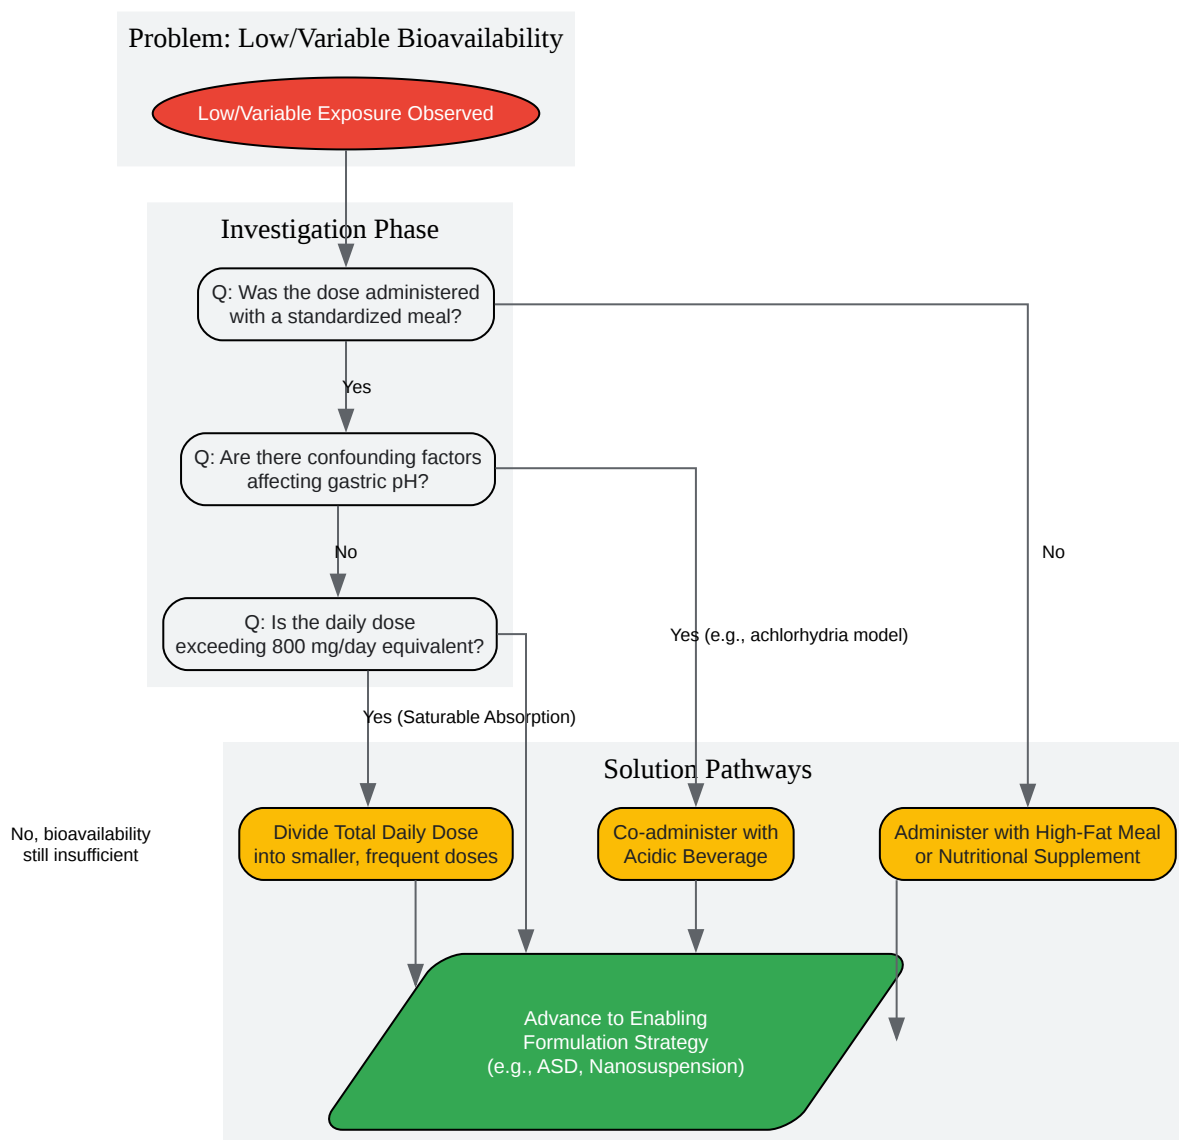 Problem: Low/Variable Bioavailability
Low/Variable Exposure Observed
Investigation Phase
Q: Was the dose administered
with a standardized meal?
Yes
Q: Are there confounding factors
affecting gastric pH?
No
No
Q: Is the daily dose
exceeding 800 mg/day equivalent?
Yes (e.g., achlorhydria model)
Yes (Saturable Absorption)
Solution Pathways
No, bioavailability
still insufficient
Divide Total Daily Dose
into smaller, frequent doses
Co-administer with
Acidic Beverage
Administer with High-Fat Meal
or Nutritional Supplement
Advance to Enabling
Formulation Strategy
(e.g., ASD, Nanosuspension)